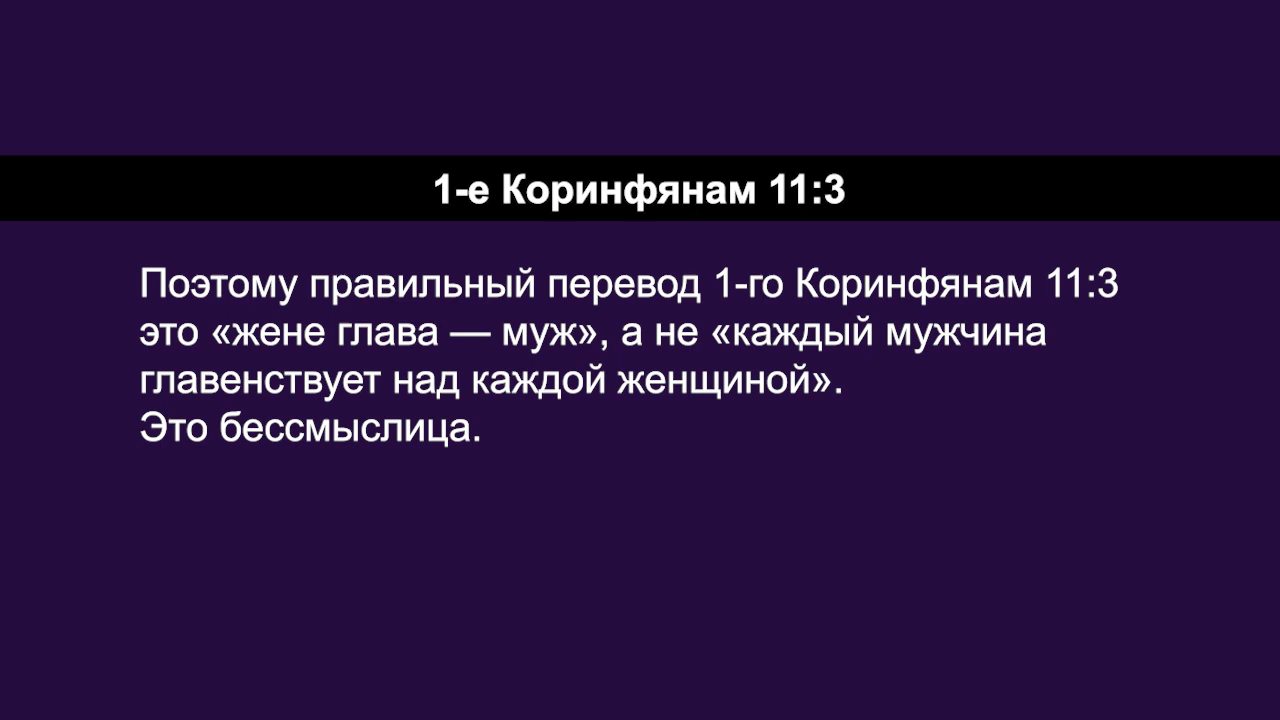 1-е Коринфянам 11:3
Поэтому правильный перевод 1-го Коринфянам 11:3
это «жене глава — муж», а не «каждый мужчина
главенствует над каждой женщиной».
Это бессмыслица.